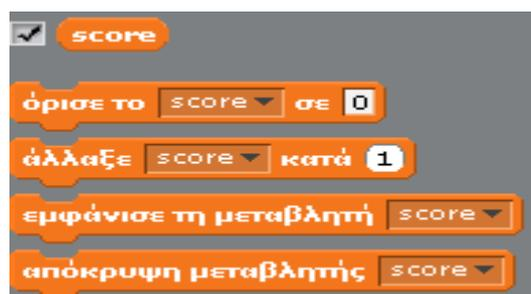 score
όρισε το score σε 0
άλλαξε score κατά 1
εμφάνισε τη μεταβλητή score
απόκρυψη μεταβλητής score